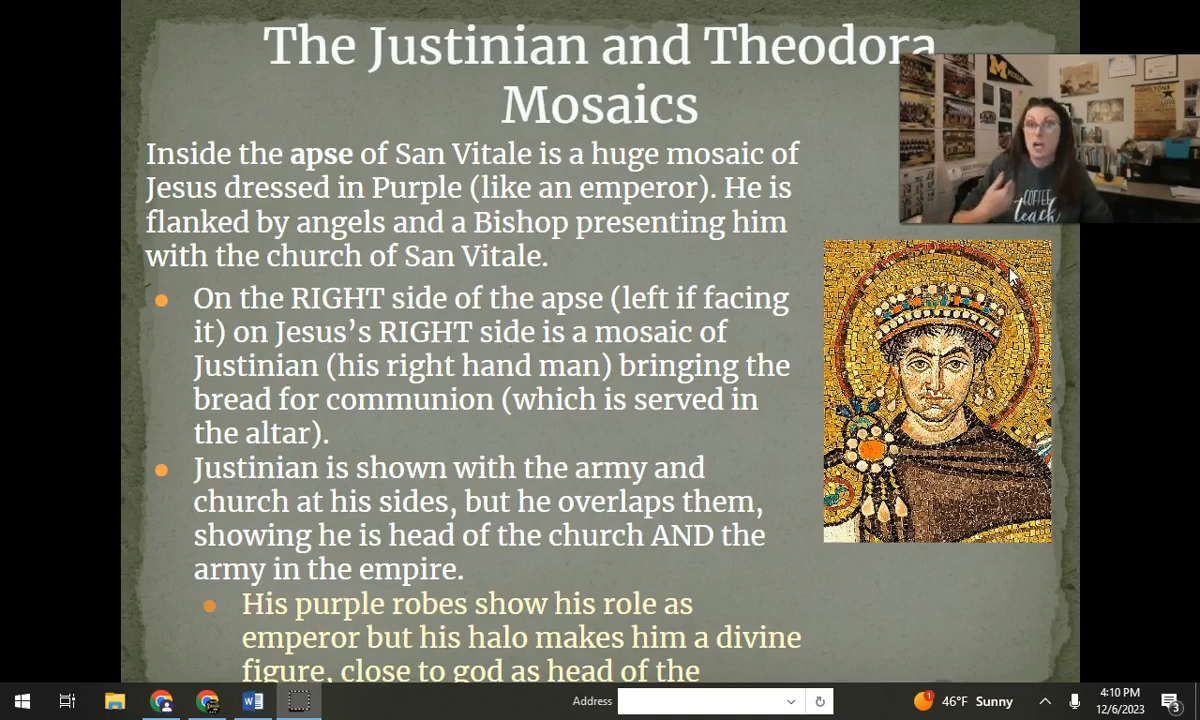 The Justinian and Theodora
Mosaics
Inside the apse of San Vitale is a huge mosaic of
Jesus dressed in Purple (like an emperor). He is
flanked by angels and a Bishop presenting him
with the church of San Vitale.
On the RIGHT side of the apse (left if facing
it) on Jesus’s RIGHT side is a mosaic of
Justinian (his right hand man) bringing the
bread for communion (which is served in
the altar).
Justinian is shown with the army and
church at his sides, but he overlaps them,
showing he is head of the church AND the
army in the empire.
His purple robes show his role as
emperor but his halo makes him a divine
figure, close to god as head of the
M
COFFEE
teach
Address
1
46°F Sunny
4:10 PM
12/6/2023
3